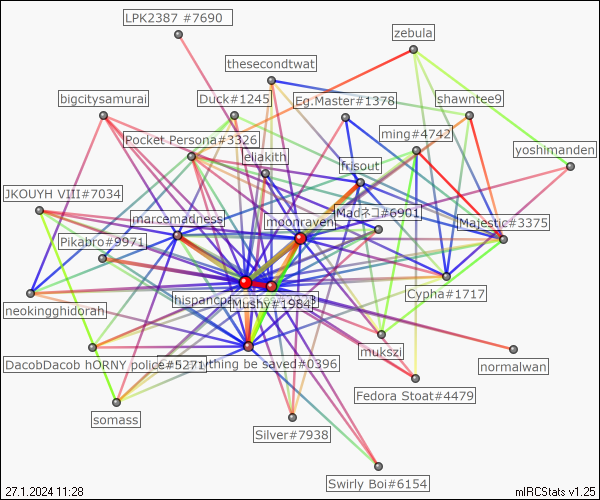 LPK2387 #7690
zebula
thesecondtwat
bigcitysamurai
Duck#1245
Eg.Master#1378
shawntee9
Pocket Persona#3326
ming#4742
eliakith
frisout
yoshimanden
JKOUYH VIII#7034
marcemadness
moonraven
Madネコ#6901
Majestic#3375
Pikabro#9971
hispancp
Mushy#1984
Cypha#1717
neokingghidorah
mukszi
DacobDacob hORNY police#5271
thing be saved#0396
normalwan
Fedora Stoat#4479
somass
Silver#7938
Swirly Boi#6154
27.1.2024 11:28
mIRCStats v1.25